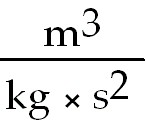 m³
kg × s²